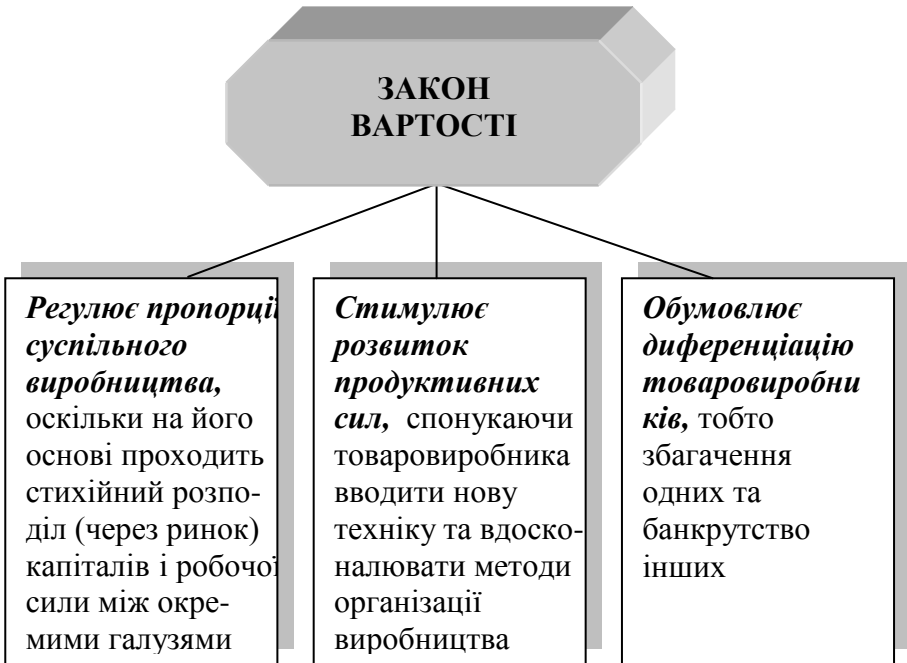 ЗАКОН
ВАРТОСТІ
Регулює пропорції
суспільного
виробництва,
оскільки на його
основі проходить
стихійний розпо-
діл (через ринок)
капіталів і робочої
сили між окре-
мими галузями
Стимулює
розвиток
продуктивних
сил, спонукаючи
товаровиробника
вводити нову
техніку та вдоско-
налювати методи
організації
виробництва
Обумовлює
диференціацію
товаровиробни
ків, тобто
збагачення
одних та
банкрутство
інших